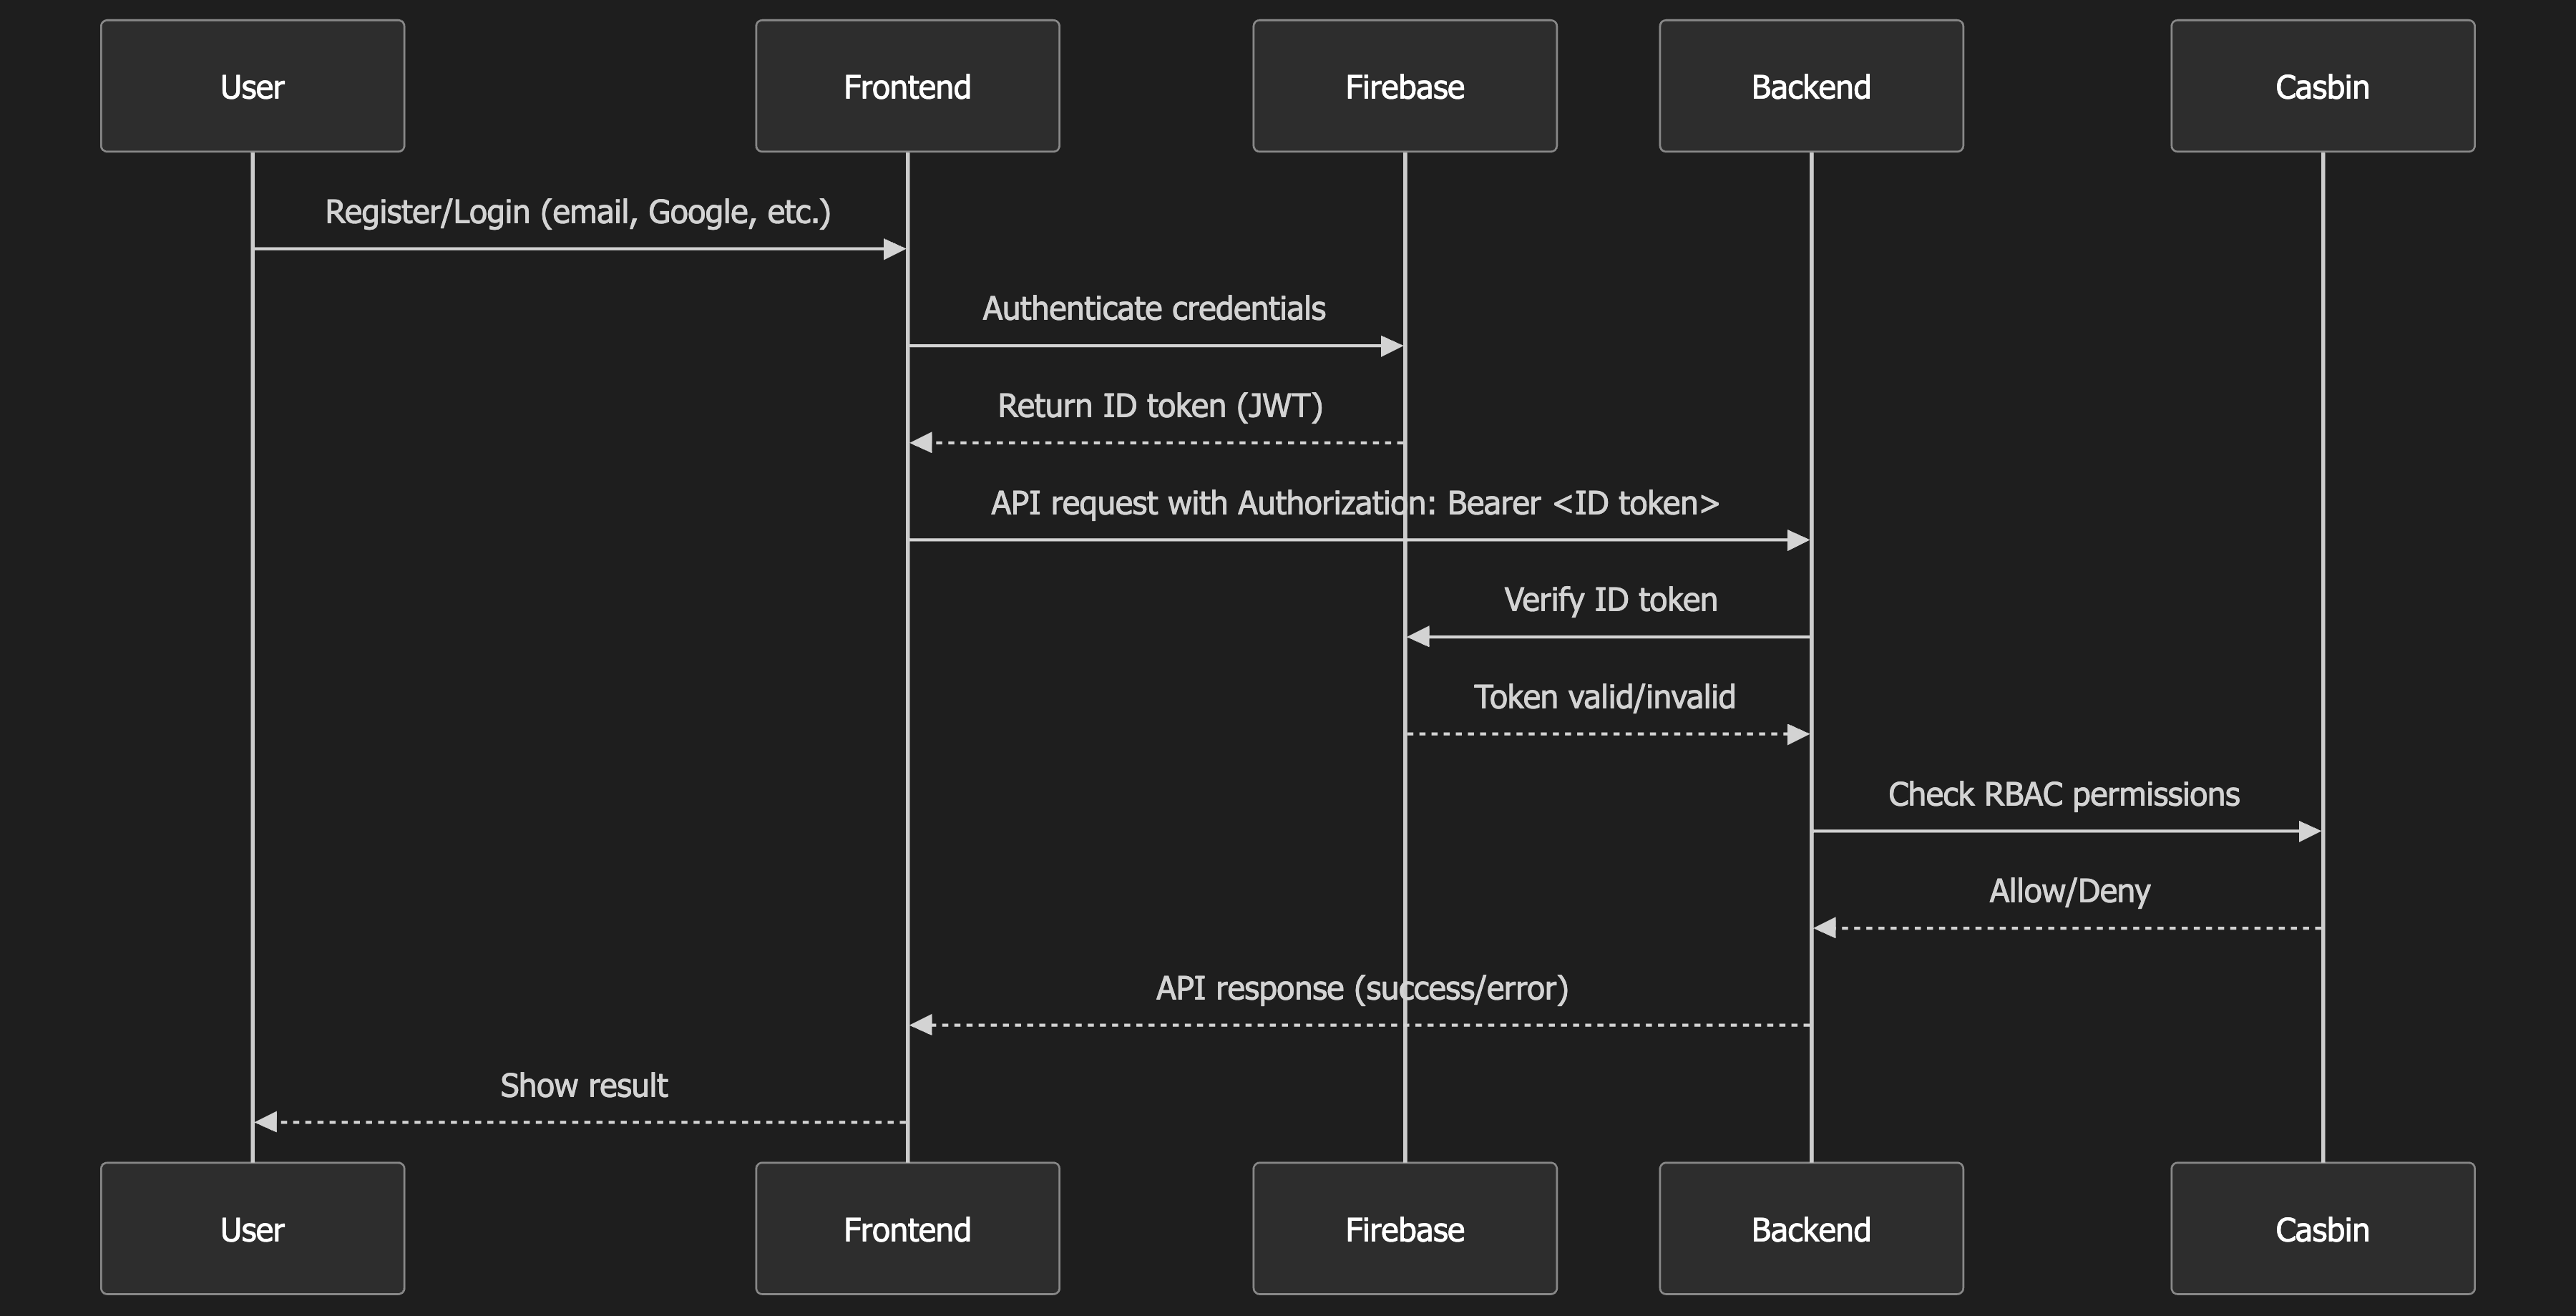 User
Frontend
Firebase
Backend
Casbin
Register/Login (email, Google, etc.)
Authenticate credentials
Return ID token (JWT)
API request with Authorization: Bearer <ID token>
Verify ID token
Token valid/invalid
Check RBAC permissions
Allow/Deny
API response (success/error)
Show result
User
Frontend
Firebase
Backend
Casbin